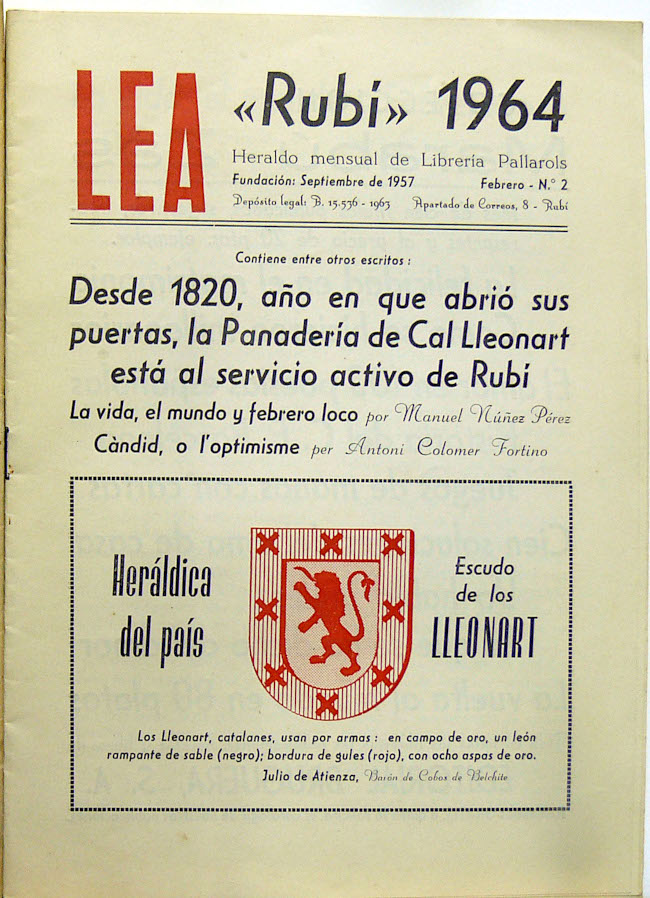 LEA
«Rubí» 1964
Heraldo mensual de Librería Pallarols
Fundación: Septiembre de 1957 Febrero - N.° 2
Depósito legal: B. 15.536 - 1963 Apartado de Correos, 8 - Rubí
Contiene entre otros escritos :
Desde 1820, año en que abrió sus
puertas, la Panadería de Cal Lleonart
está al servicio activo de Rubí
La vida, el mundo y febrero loco por Manuel Núñez Pérez
Càndid, o l'optimisme per Antoni Colomer Fortino
Heráldica
del país
Escudo
de los
LLEONART
Los Lleonart, catalanes, usan por armas : en campo de oro, un león
rampante de sable (negro); bordura de gules (rojo), con ocho aspas de oro.
Julio de Atienza, Barón de Cobos de Belchite